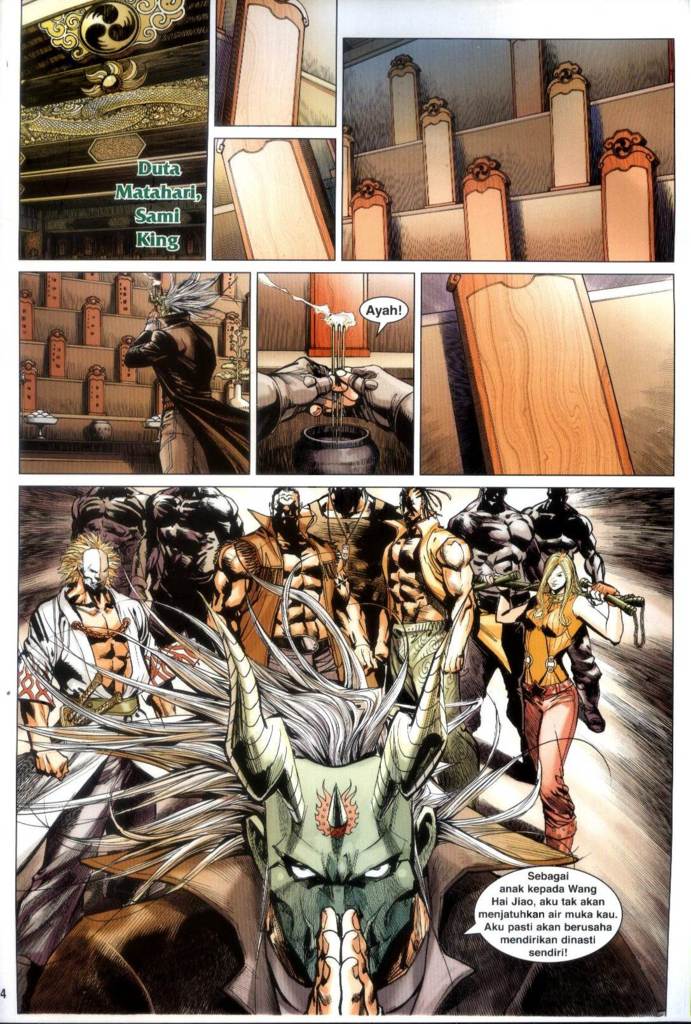 Duta
Matahari,
Sami
King
Ayah!
Sebagai
anak kepada Wang
Hai Jiao, aku tak akan
menjatuhkan air muka kau.
Aku pasti akan berusaha
mendirikan dinasti
sendiri!
4